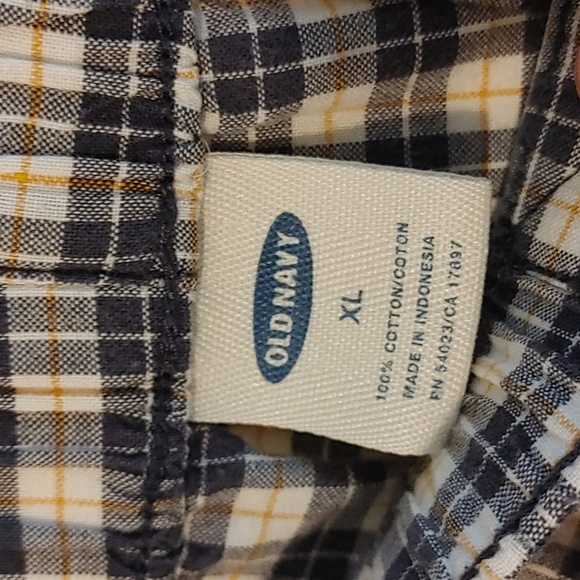 OLD NAVY
XL
100% COTTON/COTON
MADE IN INDONESIA
RN 54023/CA 17897